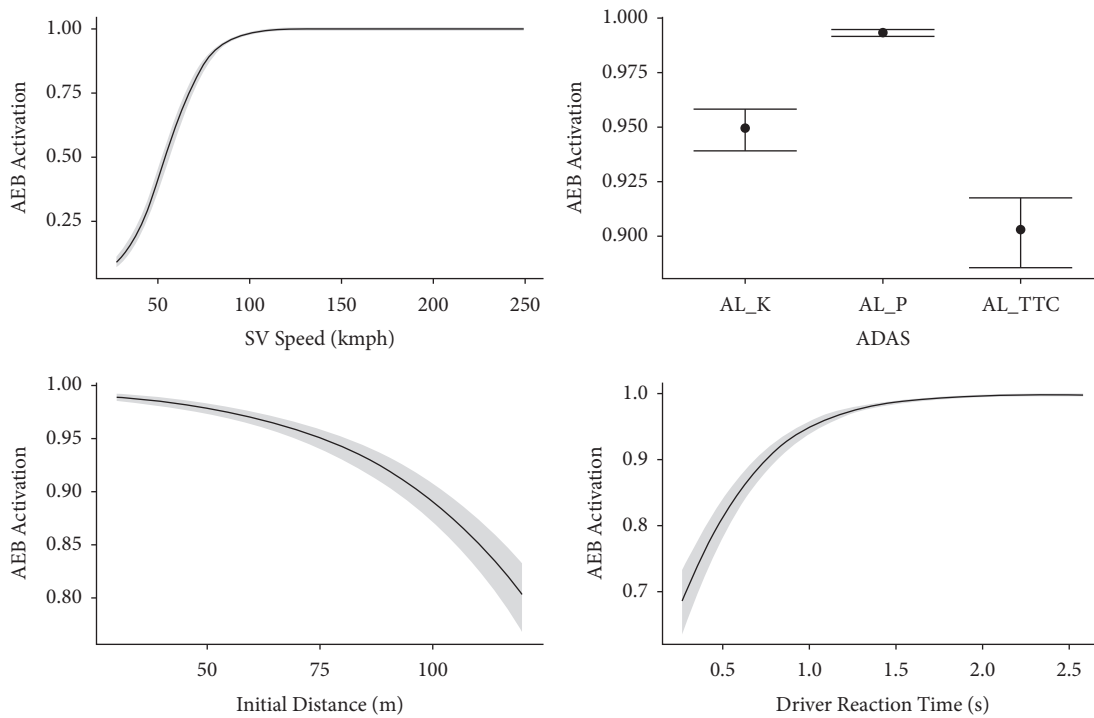 1.00
0.75
0.50
0.25
AEB Activation
50 100 150 200 250
SV Speed (kmph)
1.000
0.975
0.950
0.925
0.900
AEB Activation
AL_K AL_P AL_TTC
ADAS
1.00
0.95
0.90
0.85
0.80
AEB Activation
50 75 100
Initial Distance (m)
1.0
0.9
0.8
0.7
AEB Activation
0.5 1.0 1.5 2.0 2.5
Driver Reaction Time (s)